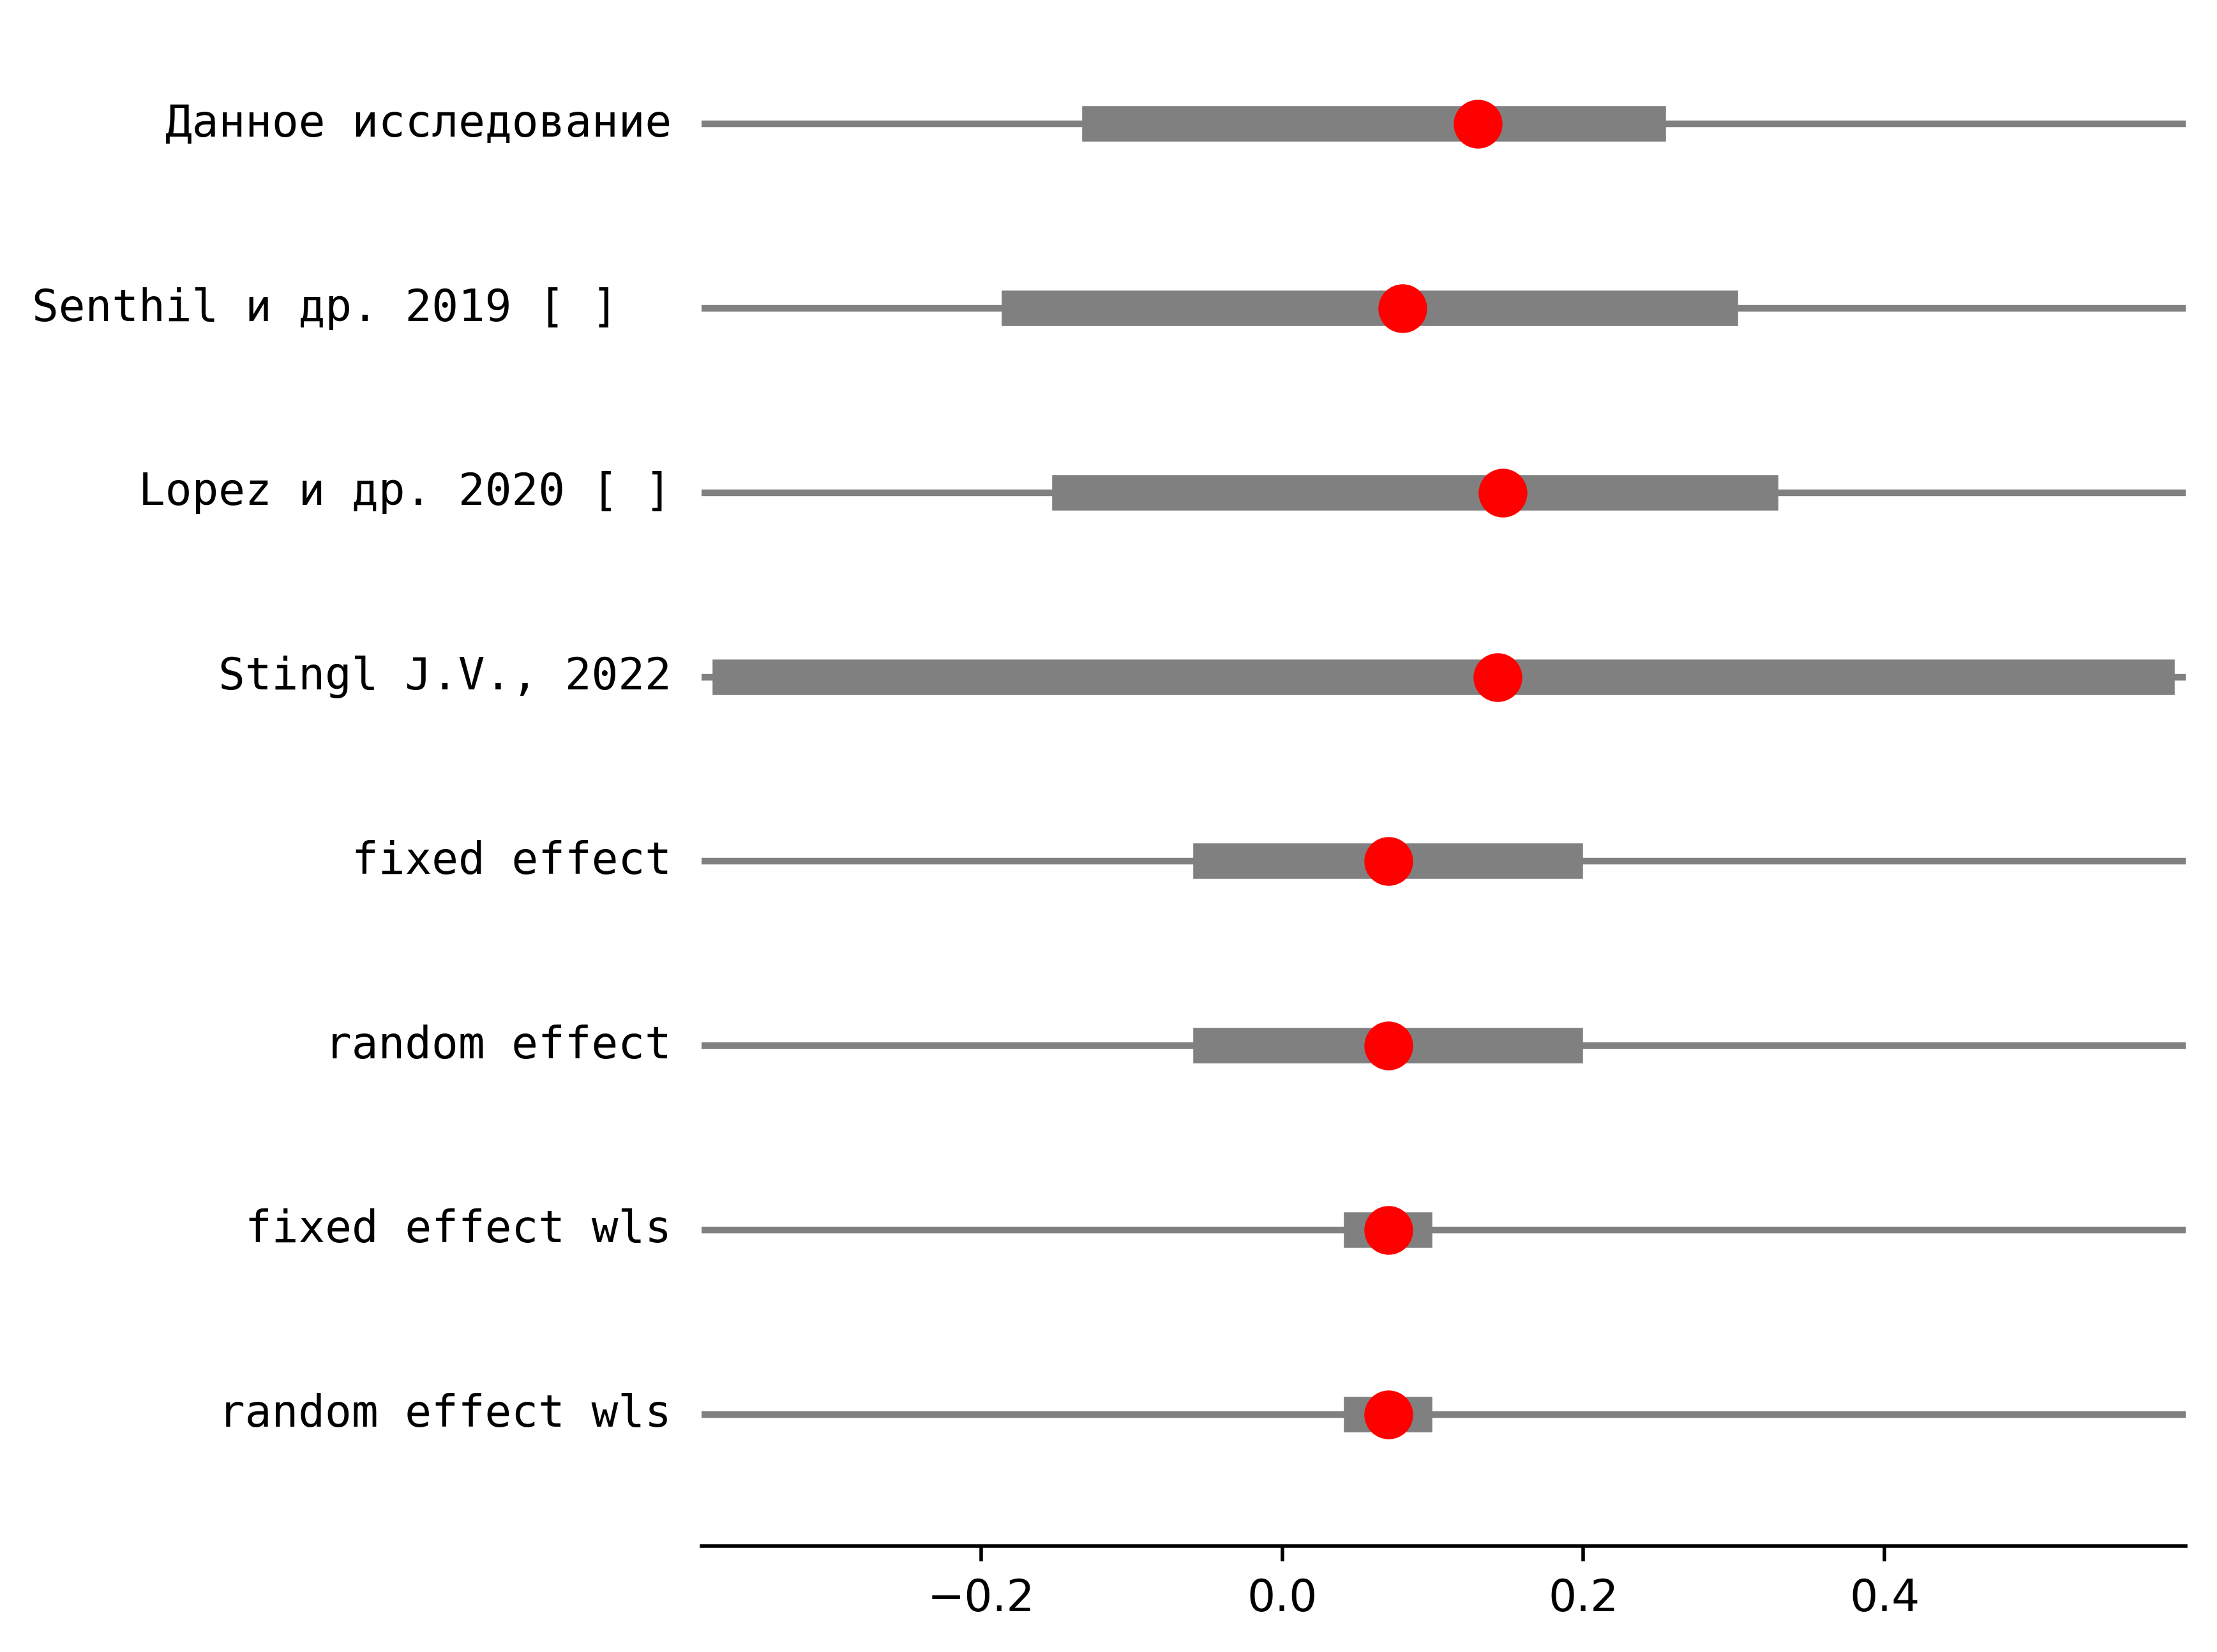 Данное исследование
Senthil и др. 2019 [ ]
Lopez и др. 2020 [ ]
Stingl J.V., 2022
fixed effect
random effect
fixed effect wls
random effect wls
−0.2 0.0 0.2 0.4